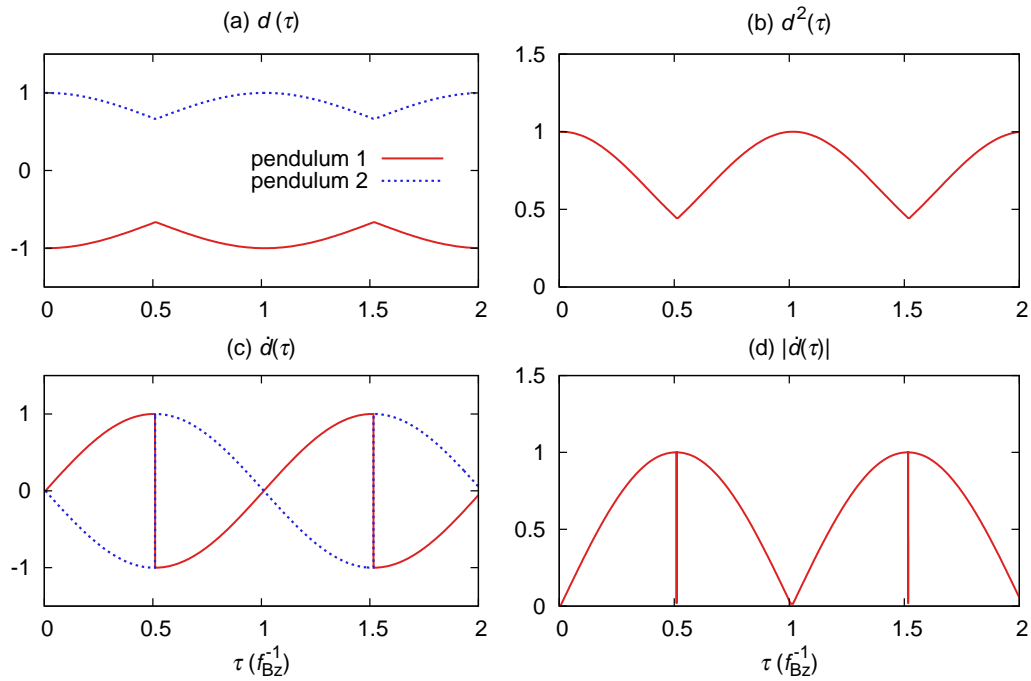 (a) d (τ)
(b) d²(τ)
1
0
-1
pendulum 1
pendulum 2
0 0.5 1 1.5 2
1.5
1
0.5
0
0 0.5 1 1.5 2
(c) ḋ(τ)
(d) |ḋ(τ)|
1
0
-1
0 0.5 1 1.5 2
τ (f_Bz^-1)
1.5
1
0.5
0
0 0.5 1 1.5 2
τ (f_Bz^-1)